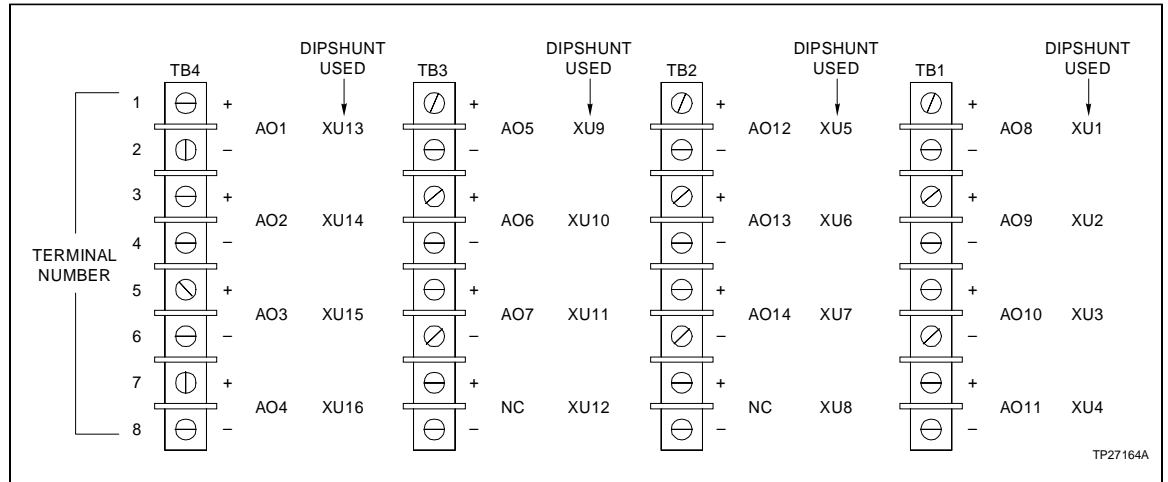 DIPSHUNT USED DIPSHUNT USED DIPSHUNT USED DIPSHUNT USED
TB4 TB3 TB2 TB1
1 + + + +
AO1 XU13 AO5 XU9 AO12 XU5 AO8 XU1
2 – – – –
3 + + + +
AO2 XU14 AO6 XU10 AO13 XU6 AO9 XU2
4 – – – –
TERMINAL NUMBER
5 + + + +
AO3 XU15 AO7 XU11 AO14 XU7 AO10 XU3
6 – – – –
7 + + + +
AO4 XU16 NC XU12 NC XU8 AO11 XU4
8 – – – –
TP27164A